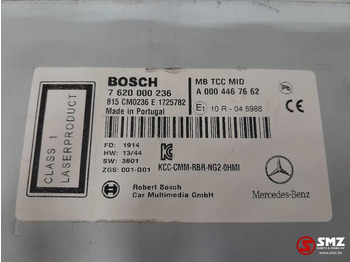 BOSCH
7 620 000 236
815 CM0236 E 1725782
Made in Portugal
MB TCC MID
A 000 446 76 62
E1 10 R - 04 5988
Pb
CLASS 1
LASERPRODUCT
FD: 1914
HW: 13/44
SW: 3601
ZGS: 001-001
KCC-CMM-RBR-NG2-0HMI
Robert Bosch
Car Multimedia GmbH
Mercedes-Benz
SMZ